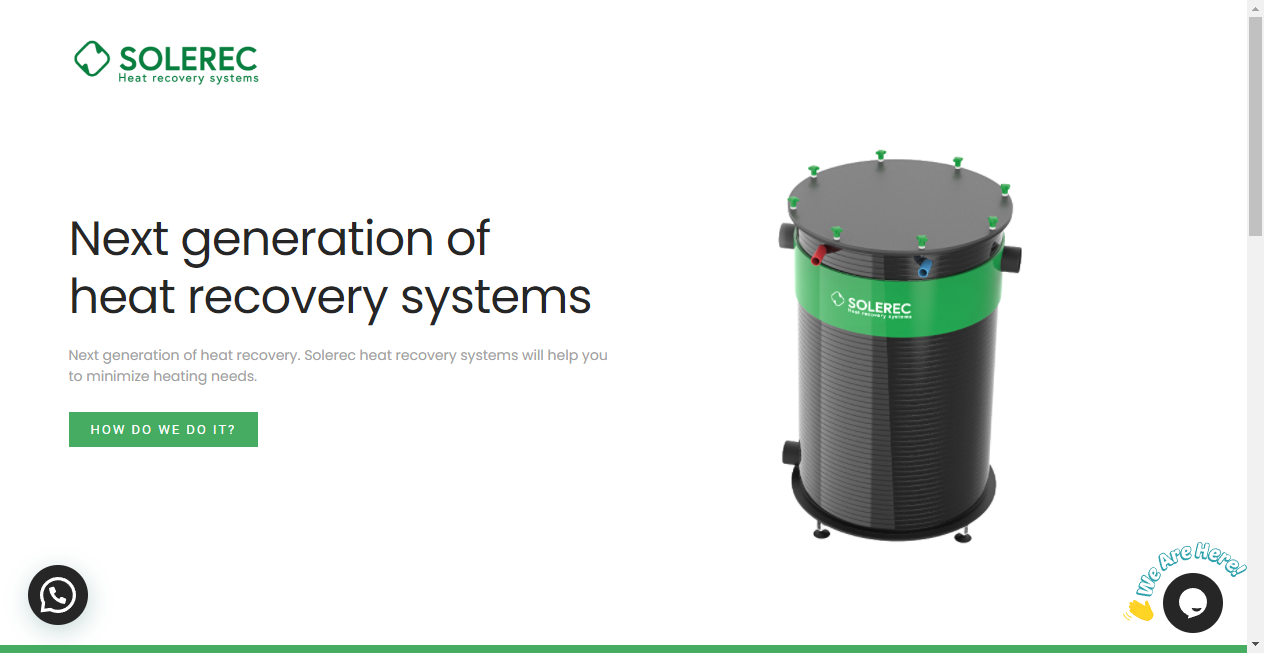 SOLEREC
Heat recovery systems
Next generation of
heat recovery systems
Next generation of heat recovery. Solerec heat recovery systems will help you
to minimize heating needs.
HOW DO WE DO IT?
SOLEREC
Heat recovery systems
We Are Here!